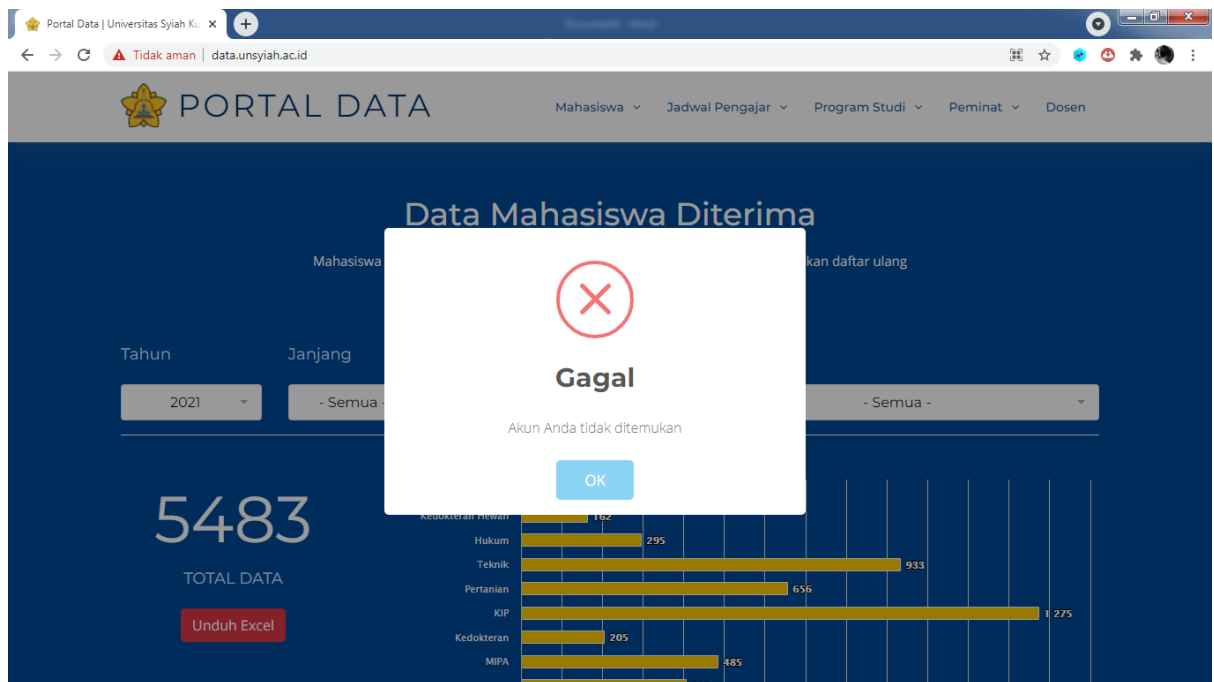 Portal Data | Universitas Syiah Ku
Tidak aman | data.unsyiah.ac.id
PORTAL DATA
Mahasiswa
Jadwal Pengajar
Program Studi
Peminat
Dosen
Data Mahasiswa Diterima
Mahasiswa
kan daftar ulang
Tahun
Janjang
2021
- Semua -
- Semua -
Gagal
Akun Anda tidak ditemukan
OK
5483
TOTAL DATA
Unduh Excel
Kedokteran Hewan 162
Hukum 295
Teknik 933
Pertanian 656
KIP 1 275
Kedokteran 205
MIPA 485